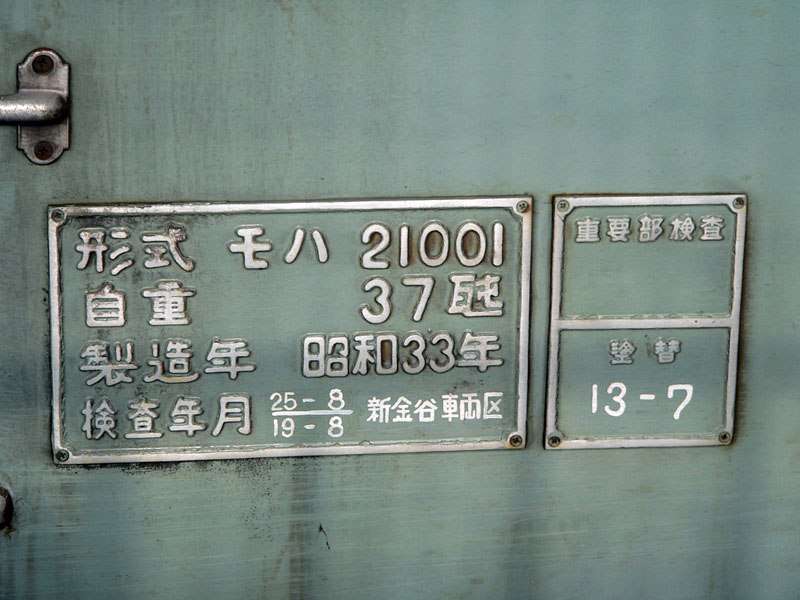 形式 モハ 21001
自重 37瓲
製造年 昭和33年
検査年月 25-8 新金谷車両区
19-8
重要部検査
塗替
13-7